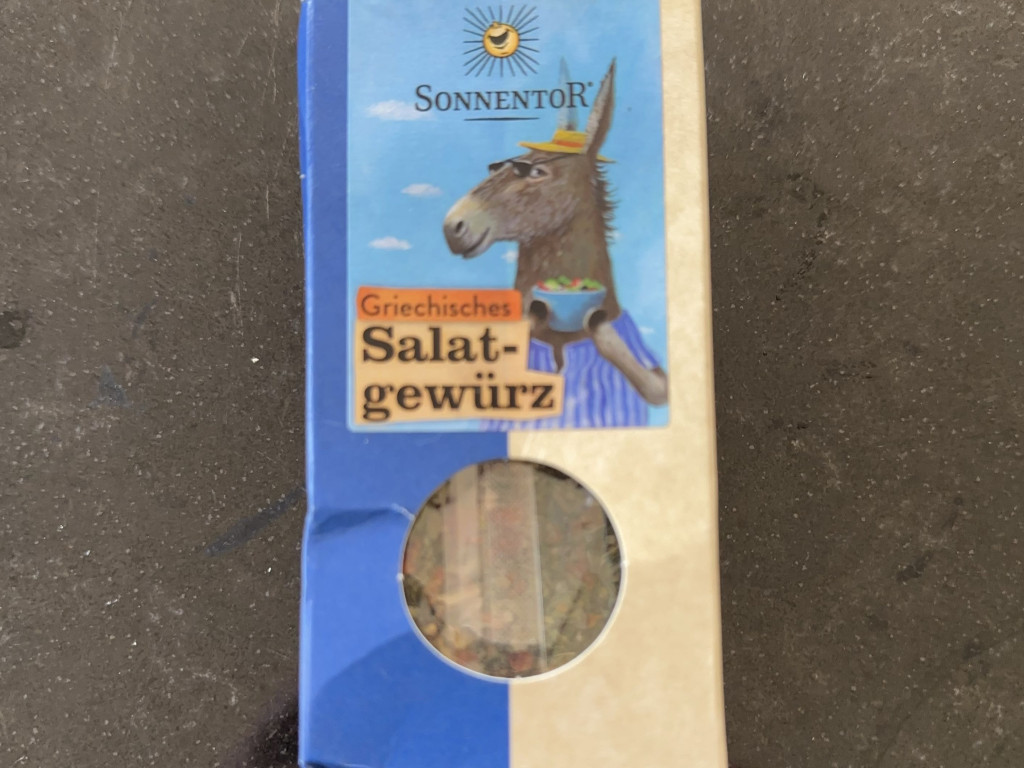 SONNENTOR®
Griechisches
Salat-
gewürz